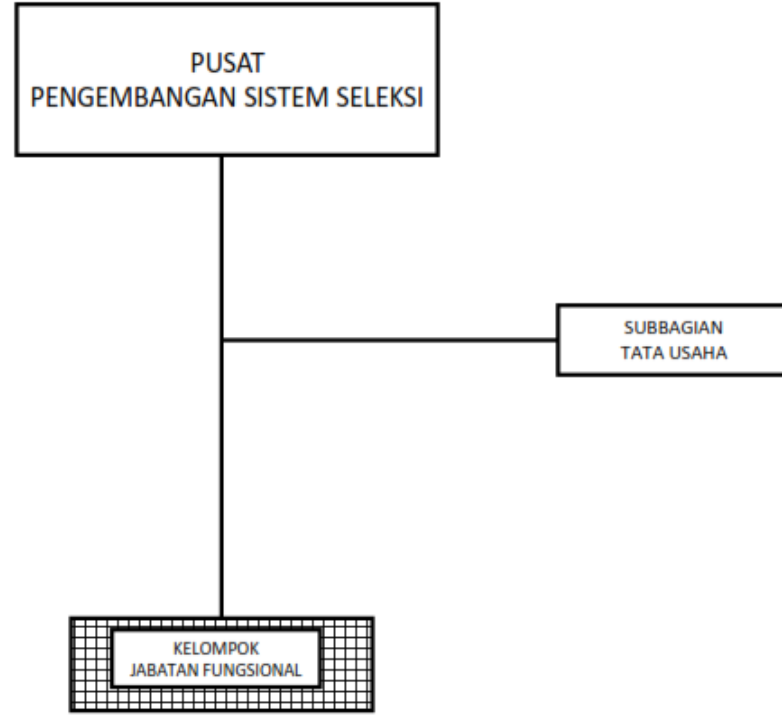 PUSAT
PENGEMBANGAN SISTEM SELEKSI
SUBBAGIAN
TATA USAHA
KELOMPOK
JABATAN FUNGSIONAL